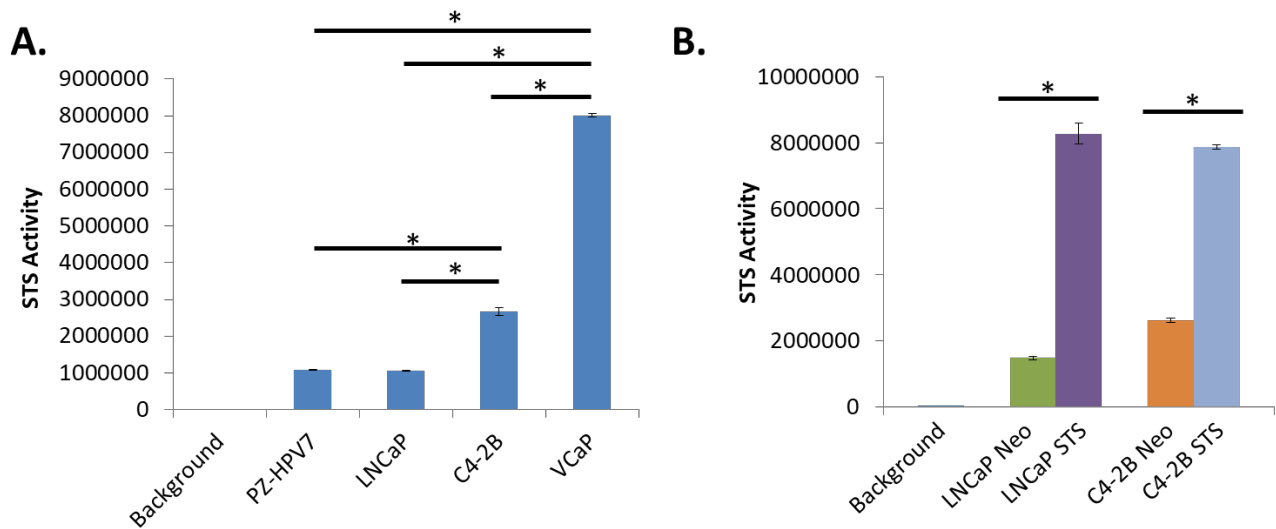 A.
*
*
*
*
*
STS Activity
9000000
8000000
7000000
6000000
5000000
4000000
3000000
2000000
1000000
0
Background
PZ-HPV7
LNCaP
C4-2B
VCaP
B.
*
*
STS Activity
10000000
8000000
6000000
4000000
2000000
0
Background
LNCaP Neo
LNCaP STS
C4-2B Neo
C4-2B STS